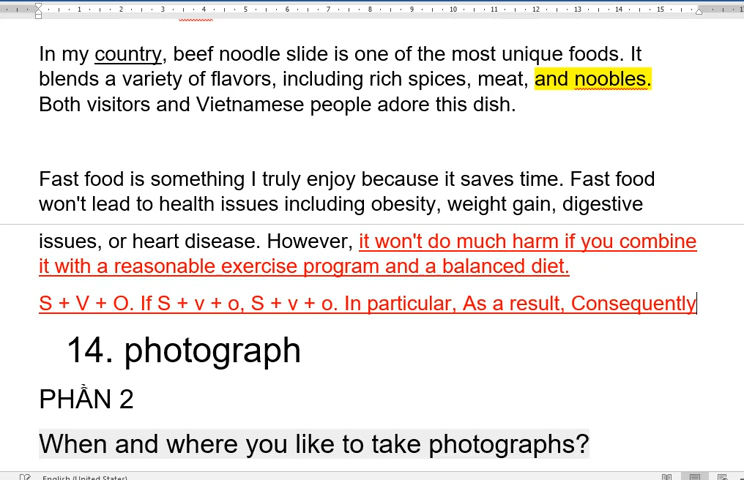 In my country, beef noodle slide is one of the most unique foods. It
blends a variety of flavors, including rich spices, meat, and noobles.
Both visitors and Vietnamese people adore this dish.
Fast food is something I truly enjoy because it saves time. Fast food
won't lead to health issues including obesity, weight gain, digestive
issues, or heart disease. However, it won't do much harm if you combine
it with a reasonable exercise program and a balanced diet.
S + V + O. If S + v + o, S + v + o. In particular, As a result, Consequently
14. photograph
PHẦN 2
When and where you like to take photographs?
English (United States)